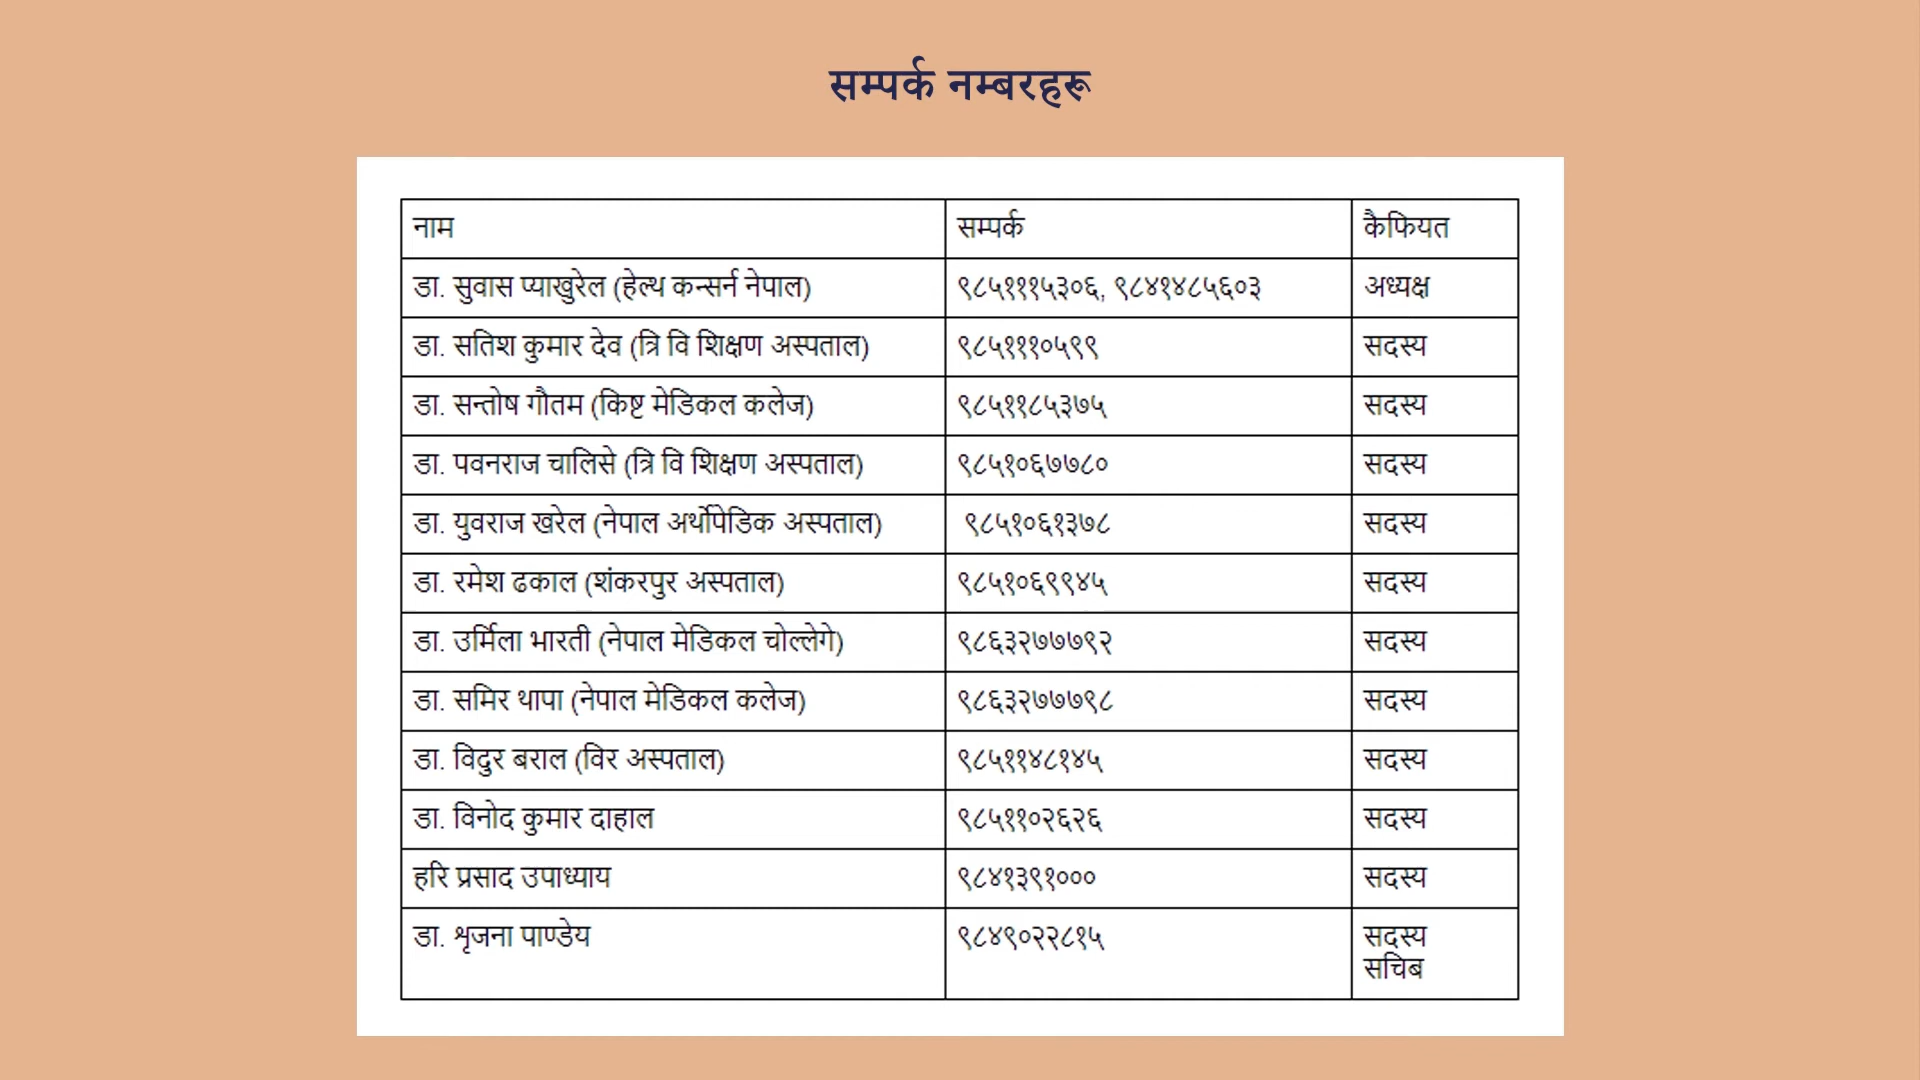 सम्पर्क नम्बरहरू
नाम सम्पर्क कैफियत
डा. सुवास प्याखुरेल (हेल्थ कन्सर्न नेपाल) ९८५१११५३०६, ९८४१४८५६०३ अध्यक्ष
डा. सतिश कुमार देव (त्रि वि शिक्षण अस्पताल) ९८५१११०५९९ सदस्य
डा. सन्तोष गौतम (किष्ट मेडिकल कलेज) ९८५११८५३७५ सदस्य
डा. पवनराज चालिसे (त्रि वि शिक्षण अस्पताल) ९८५१०६७७८० सदस्य
डा. युवराज खरेल (नेपाल अर्थोपेडिक अस्पताल) ९८५१०६१३७८ सदस्य
डा. रमेश ढकाल (शंकरपुर अस्पताल) ९८५१०६९९४५ सदस्य
डा. उर्मिला भारती (नेपाल मेडिकल चोल्लेगे) ९८६३२७७७९२ सदस्य
डा. समिर थापा (नेपाल मेडिकल कलेज) ९८६३२७७७९८ सदस्य
डा. विदुर बराल (विर अस्पताल) ९८५११४८१४५ सदस्य
डा. विनोद कुमार दाहाल ९८५११०२६२६ सदस्य
हरि प्रसाद उपाध्याय ९८४१३९१००० सदस्य
डा. श्रृजना पाण्डेय ९८४९०२२८१५ सदस्य
सचिब